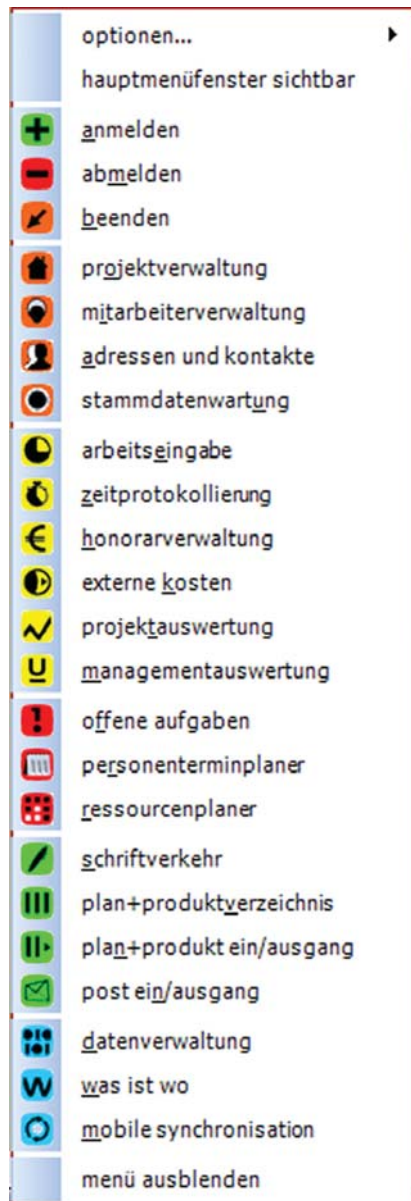 optionen...
hauptmenüfenster sichtbar
anmelden
abmelden
beenden
projektverwaltung
mitarbeiterverwaltung
adressen und kontakte
stammdatenwartung
arbeitseingabe
zeitprotokollierung
honorarverwaltung
externe kosten
projektauswertung
managementauswertung
offene aufgaben
personenterminplaner
ressourcenplaner
schriftverkehr
plan+produktverzeichnis
plan+produkt ein/ausgang
post ein/ausgang
datenverwaltung
was ist wo
mobile synchronisation
menü ausblenden